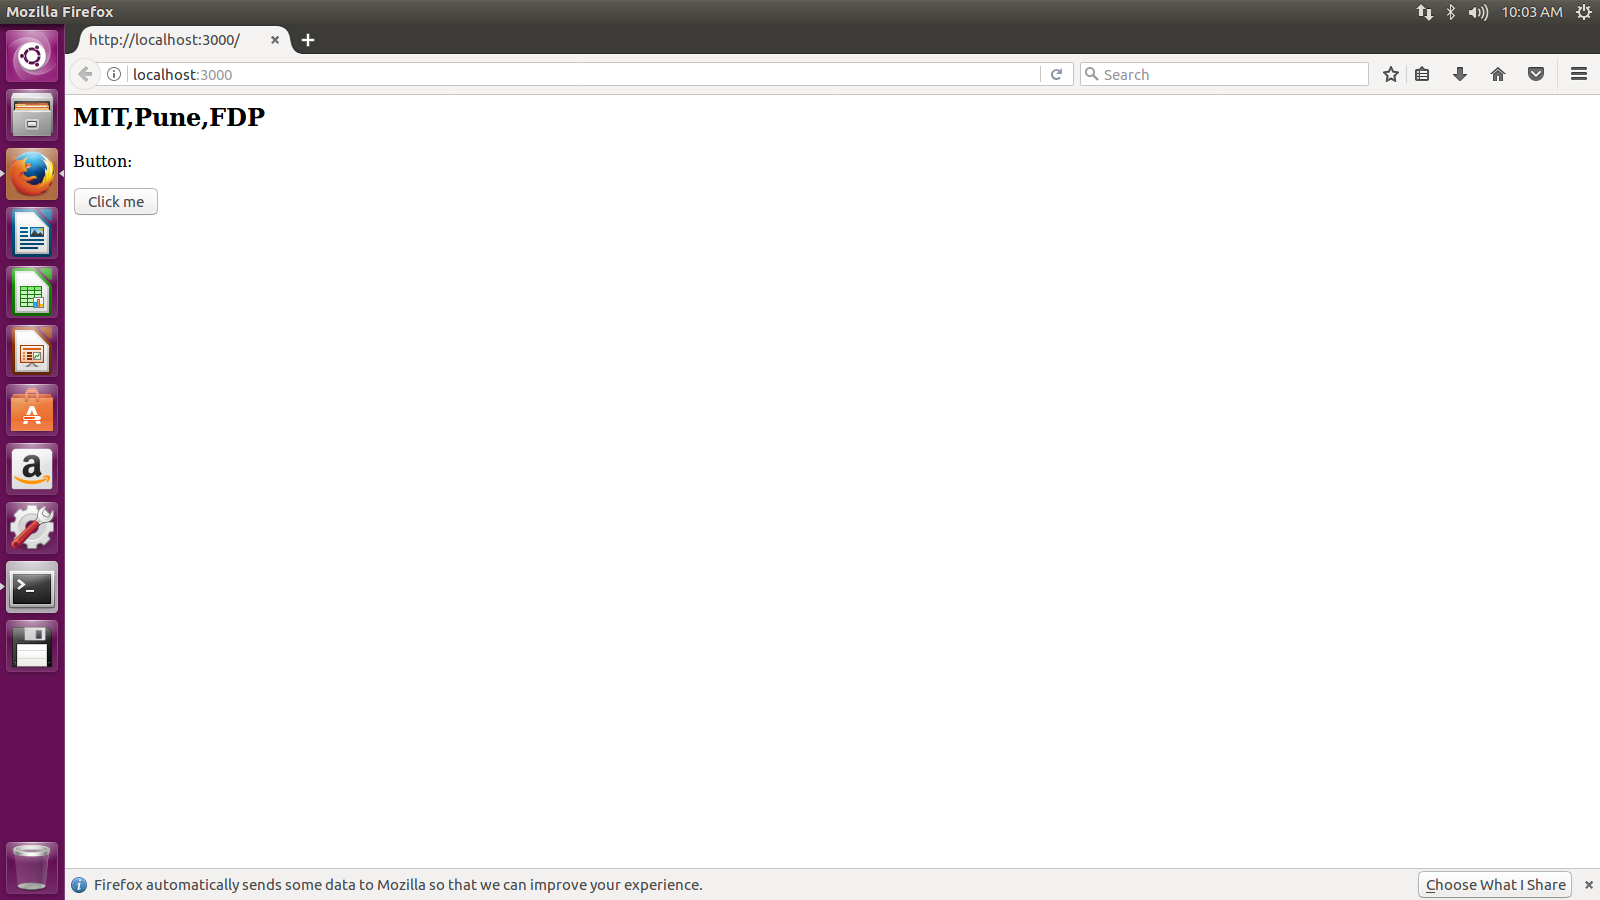 Mozilla Firefox
10:03 AM
http://localhost:3000/
localhost:3000
Search
MIT,Pune,FDP
Button:
Click me
Firefox automatically sends some data to Mozilla so that we can improve your experience.
Choose What I Share